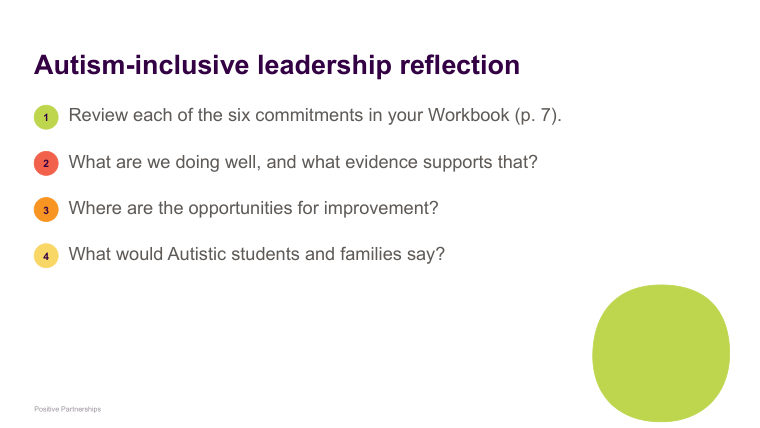 Autism-inclusive leadership reflection
1 Review each of the six commitments in your Workbook (p. 7).
2 What are we doing well, and what evidence supports that?
3 Where are the opportunities for improvement?
4 What would Autistic students and families say?
Positive Partnerships